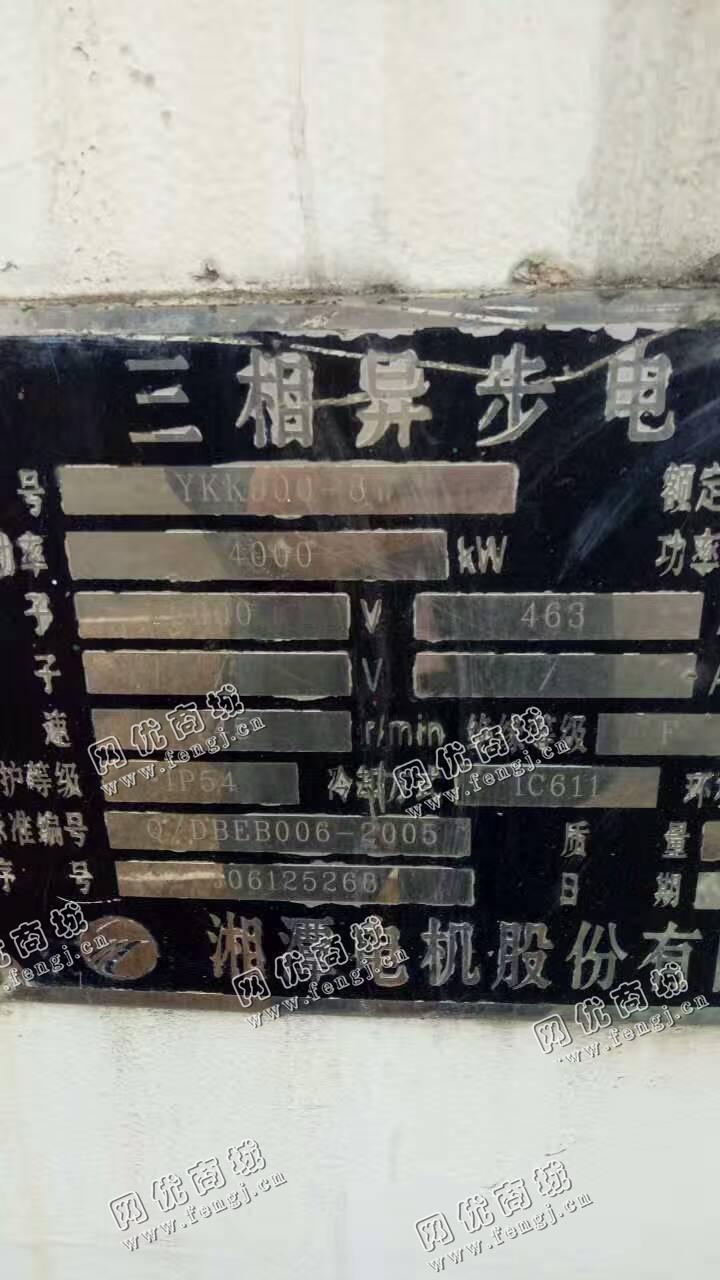 三相异步电
号 额定
率 4000 kW 功率
子 V 463
子 / V / A
速 r/min 绝缘等级 F
护等级 IP54 冷却 IC611 环
标准编号 Q/DBEB006-2005 质 量
序 号 J06125268 日 期
湘潭电机股份有
网优商城
www.fengj.cn
网优商城
www.fengj.cn
网优商城
www.fengj.cn
网优商城
www.fengj.cn
网优商城
www.fengj.cn
网优商城
www.fengj.cn
网优商城
www.fengj.cn